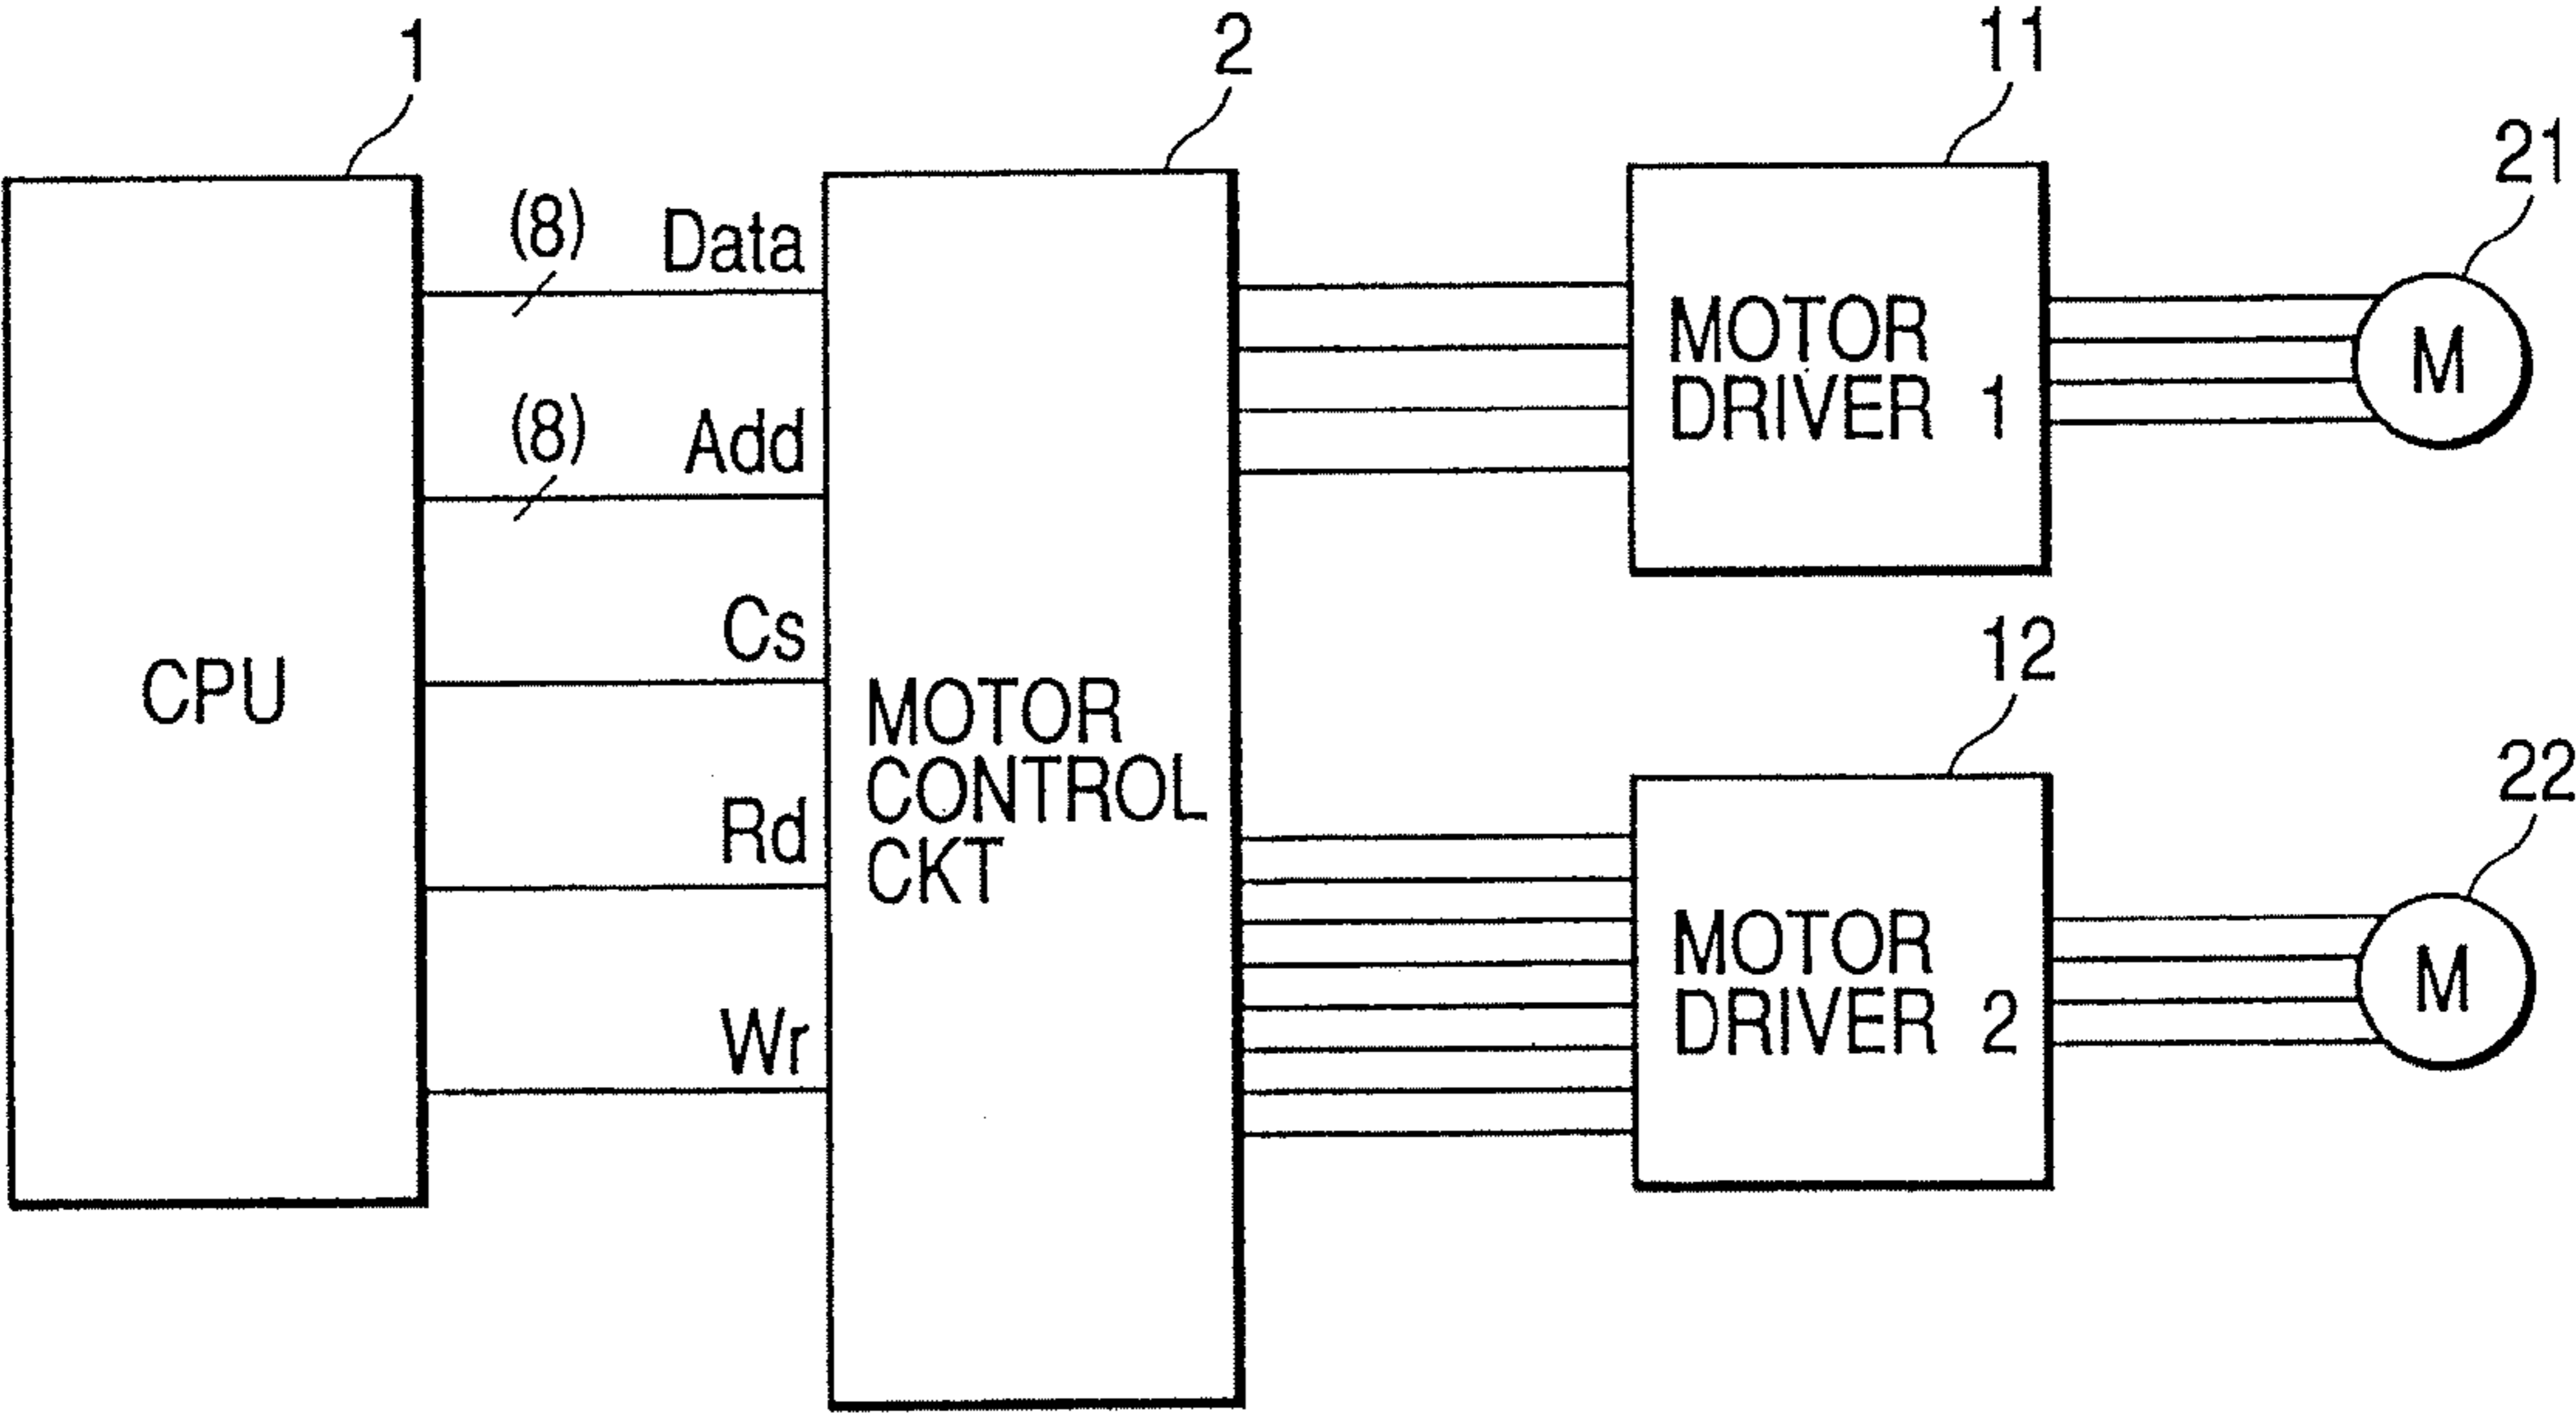 1
2
11
21
(8) Data
(8) Add
Cs
Rd
Wr
CPU
MOTOR
CONTROL
CKT
MOTOR
DRIVER 1
M
12
22
MOTOR
DRIVER 2
M